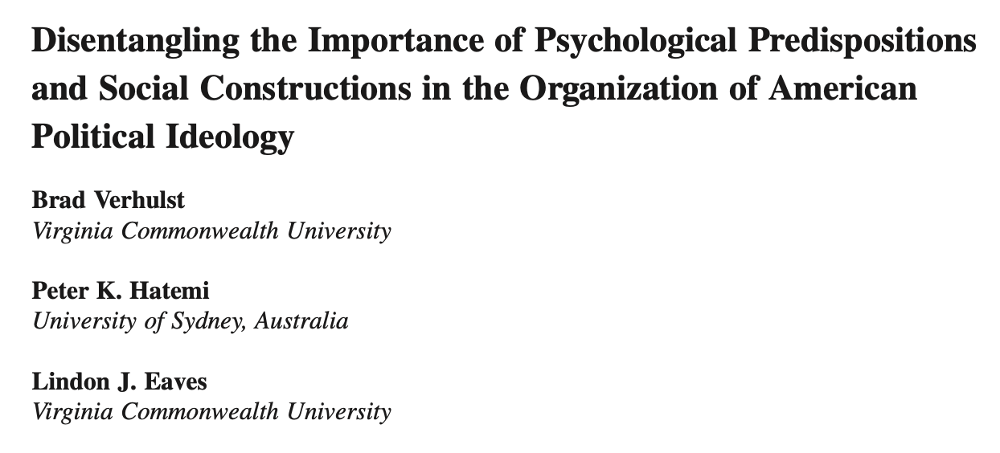 Disentangling the Importance of Psychological Predispositions
and Social Constructions in the Organization of American
Political Ideology
Brad Verhulst
Virginia Commonwealth University
Peter K. Hatemi
University of Sydney, Australia
Lindon J. Eaves
Virginia Commonwealth University